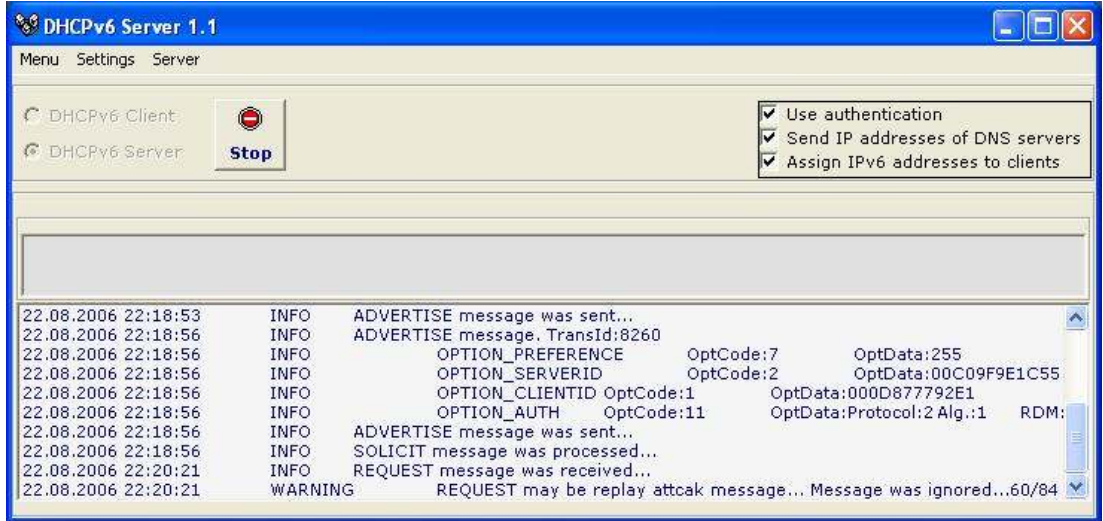 DHCPv6 Server 1.1
Menu Settings Server
DHCPv6 Client
DHCPv6 Server
Stop
Use authentication
Send IP addresses of DNS servers
Assign IPv6 addresses to clients
22.08.2006 22:18:53 INFO ADVERTISE message was sent...
22.08.2006 22:18:56 INFO ADVERTISE message. TransId:8260
22.08.2006 22:18:56 INFO OPTION_PREFERENCE OptCode:7 OptData:255
22.08.2006 22:18:56 INFO OPTION_SERVERID OptCode:2 OptData:00C09F9E1C55
22.08.2006 22:18:56 INFO OPTION_CLIENTID OptCode:1 OptData:000D877792E1
22.08.2006 22:18:56 INFO OPTION_AUTH OptCode:11 OptData:Protocol:2 Alg.:1 RDM:
22.08.2006 22:18:56 INFO ADVERTISE message was sent...
22.08.2006 22:18:56 INFO SOLICIT message was processed...
22.08.2006 22:20:21 INFO REQUEST message was received...
22.08.2006 22:20:21 WARNING REQUEST may be replay attcak message... Message was ignored...60/84